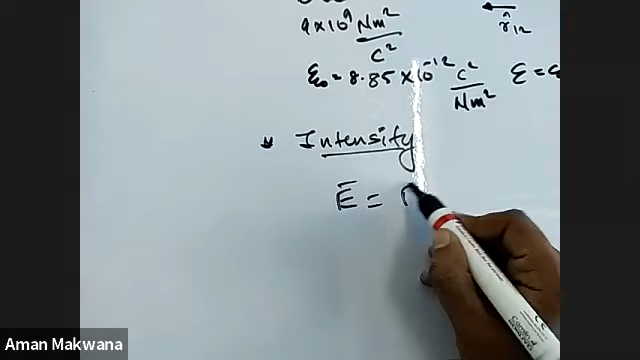 9 × 10⁹ Nm²/C²
r̂₁₂
ε₀ = 8.85 × 10⁻¹² C²/Nm² ε = ε
* Intensity
Ē =
Aman Makwana